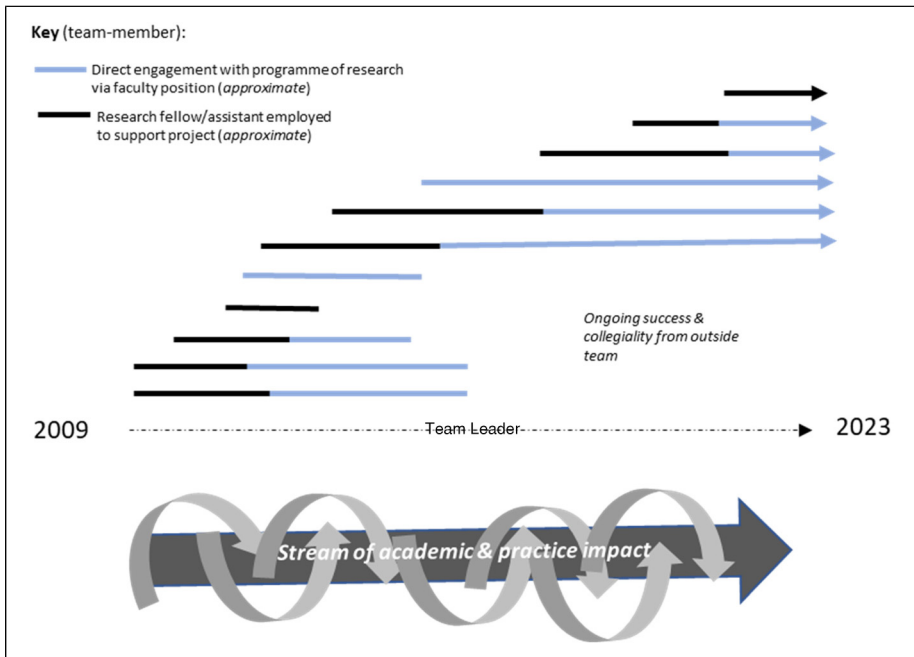 Key (team-member):
Direct engagement with programme of research
via faculty position (approximate)
Research fellow/assistant employed
to support project (approximate)
Ongoing success &
collegiality from outside
team
2009
Team Leader
2023
Stream of academic & practice impact